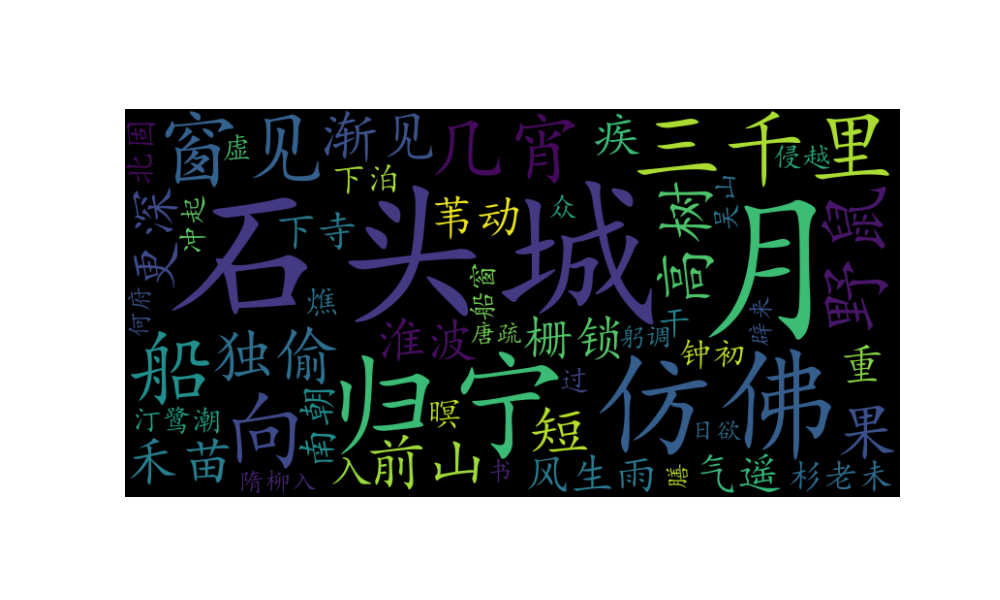 北固
窗见
虚
渐见
几宵
疾
三千里
侵越
下泊
更深
冲起
石头城
下寺
苇动
众
高树
吴山
月
野鼠
何府
燋
船窗
淮波
唐疏
栅锁
躬调
干
辟来
船
独偷
归宁
过
钟初
仿佛
重
汀鹭潮
向
南朝
暝
短
日欲
果
禾苗
隋柳入
入
前山
书
风生雨
膳
气遥
杉老未